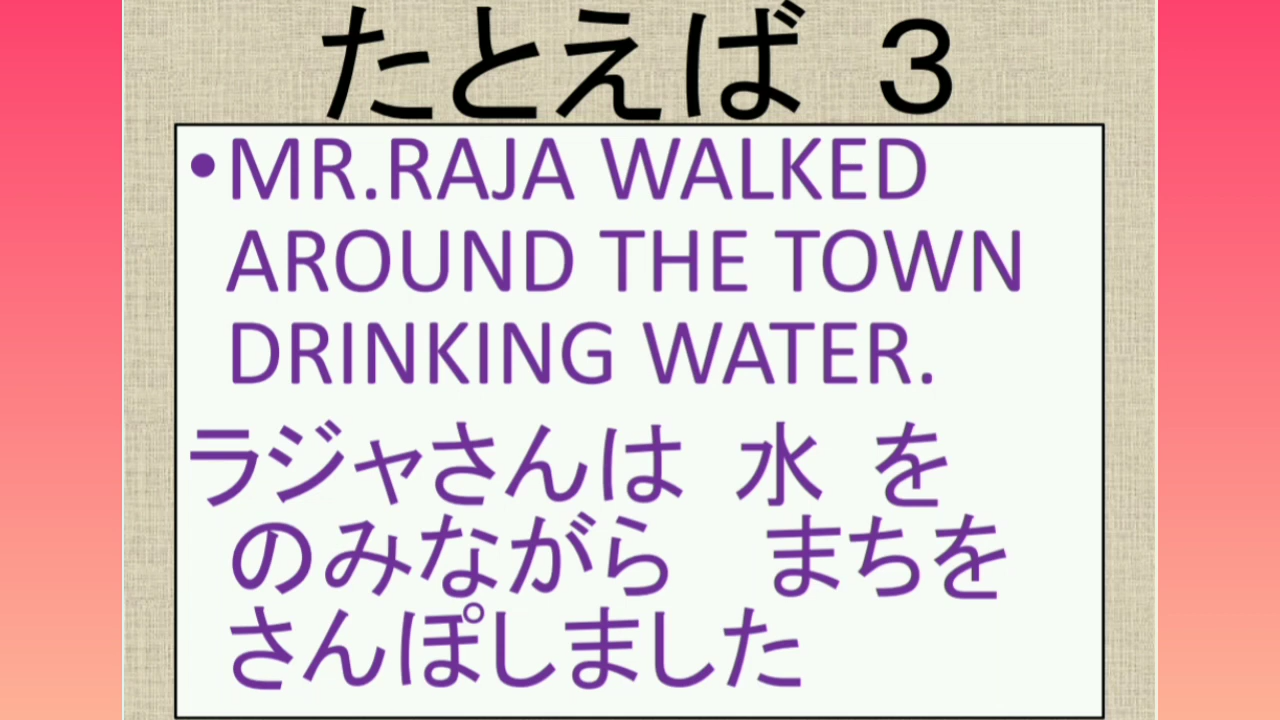 たとえば 3
•MR.RAJA WALKED
AROUND THE TOWN
DRINKING WATER.
ラジャさんは 水 を
のみながら まちを
さんぽしました